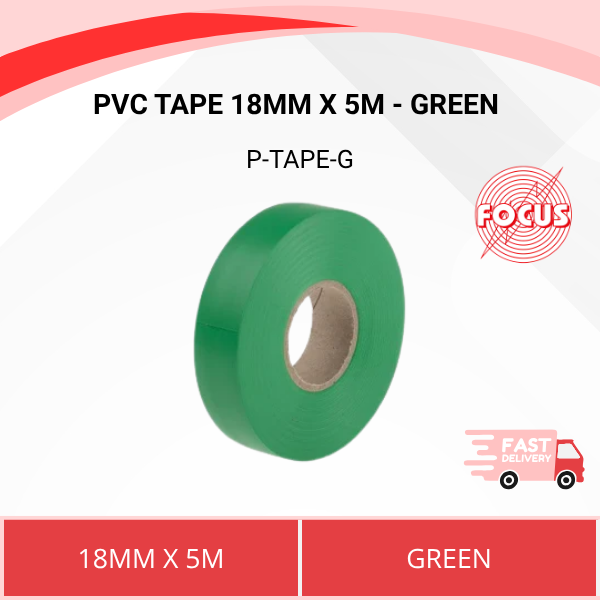 PVC TAPE 18MM X 5M - GREEN
P-TAPE-G
FOCUS
FAST
DELIVERY
18MM X 5M
GREEN